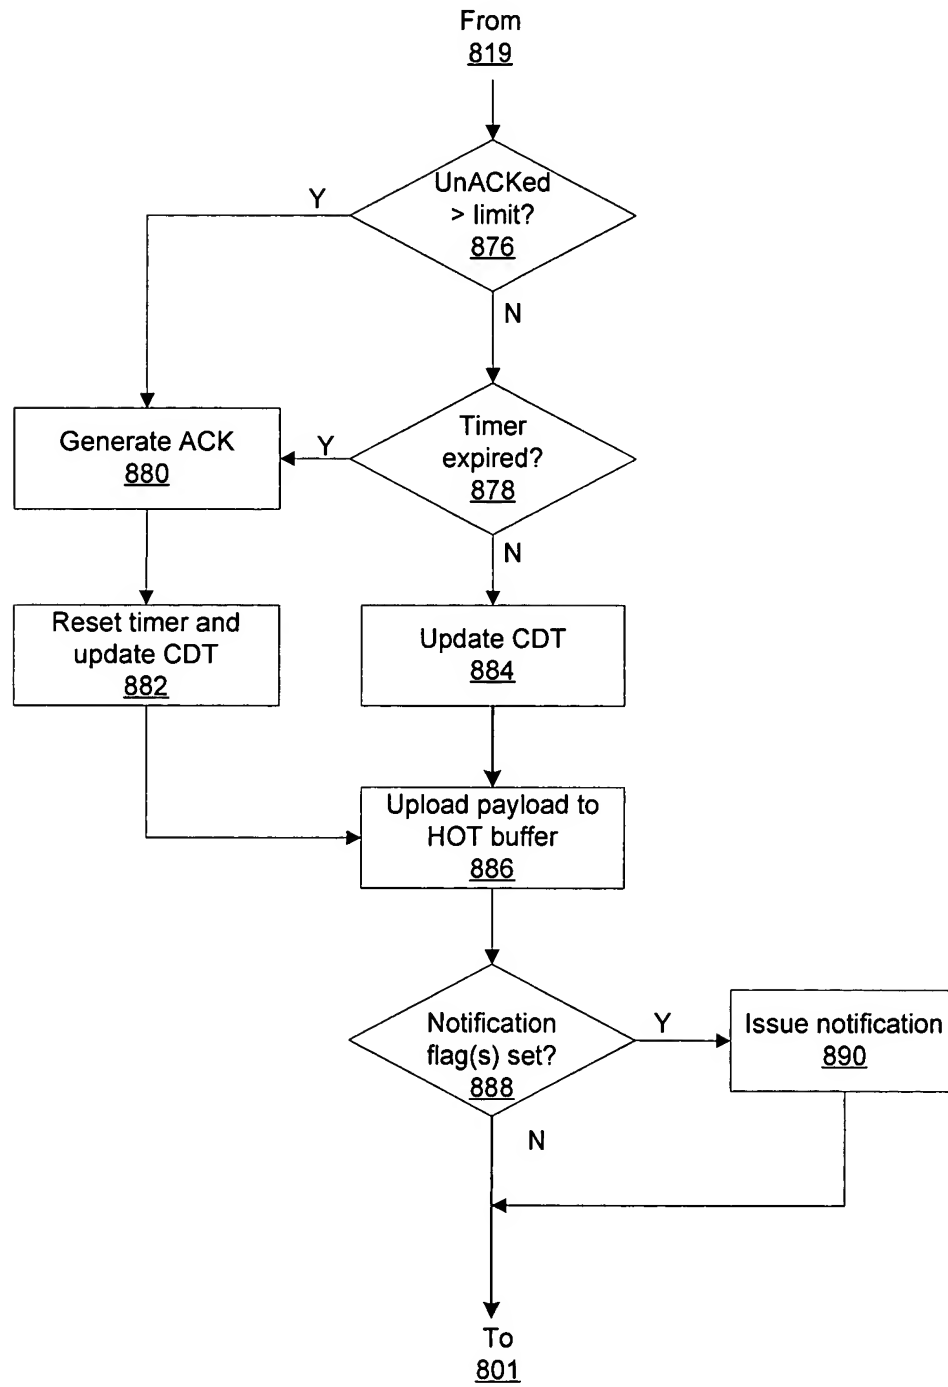 From
819
UnACKed
> limit?
876
Y
N
Generate ACK
880
Y
Timer
expired?
878
N
Reset timer and
update CDT
882
Update CDT
884
Upload payload to
HOT buffer
886
Notification
flag(s) set?
888
Y
Issue notification
890
N
To
801